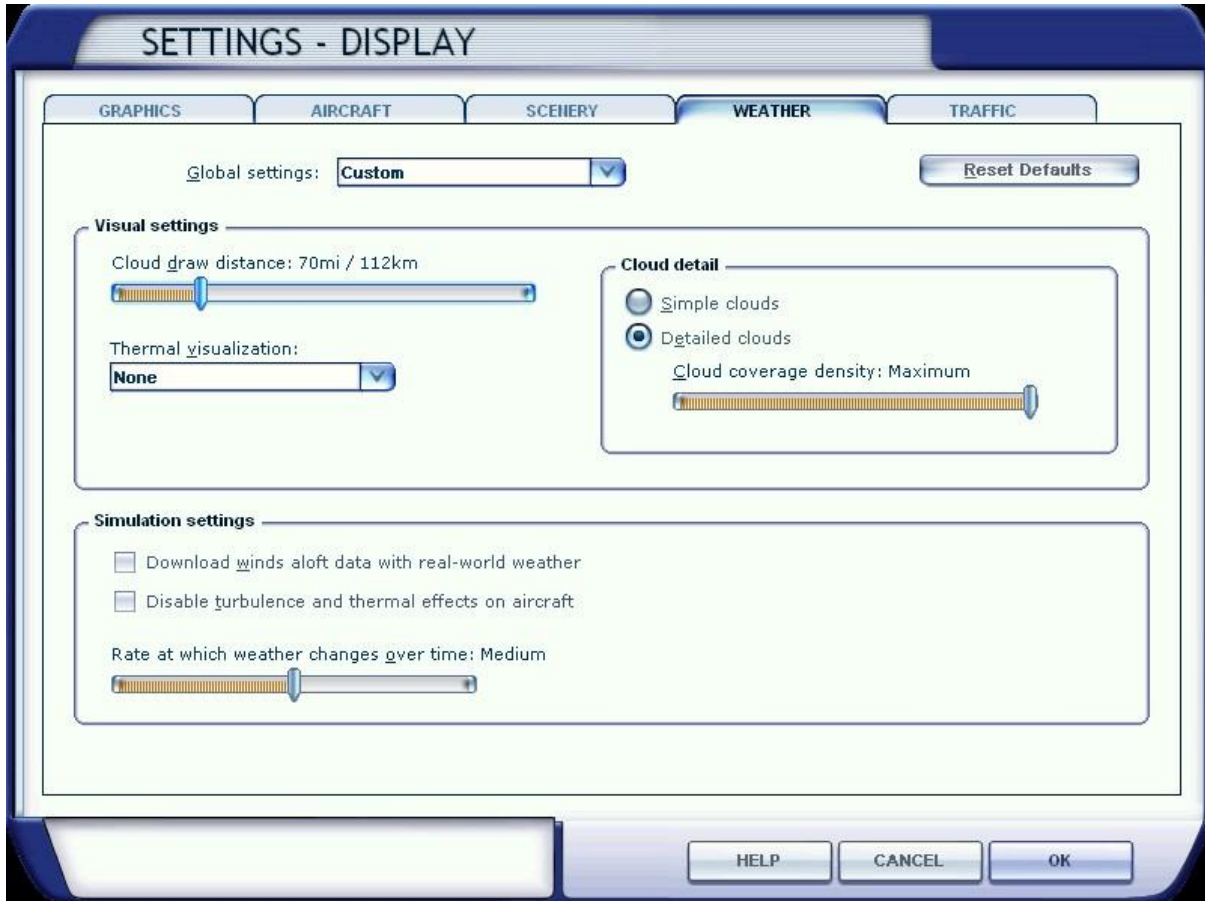 SETTINGS - DISPLAY
GRAPHICS AIRCRAFT SCENERY WEATHER TRAFFIC
Global settings: Custom Reset Defaults
Visual settings
Cloud draw distance: 70mi / 112km
Thermal visualization:
None
Cloud detail
Simple clouds
Detailed clouds
Cloud coverage density: Maximum
Simulation settings
Download winds aloft data with real-world weather
Disable turbulence and thermal effects on aircraft
Rate at which weather changes over time: Medium
HELP CANCEL OK